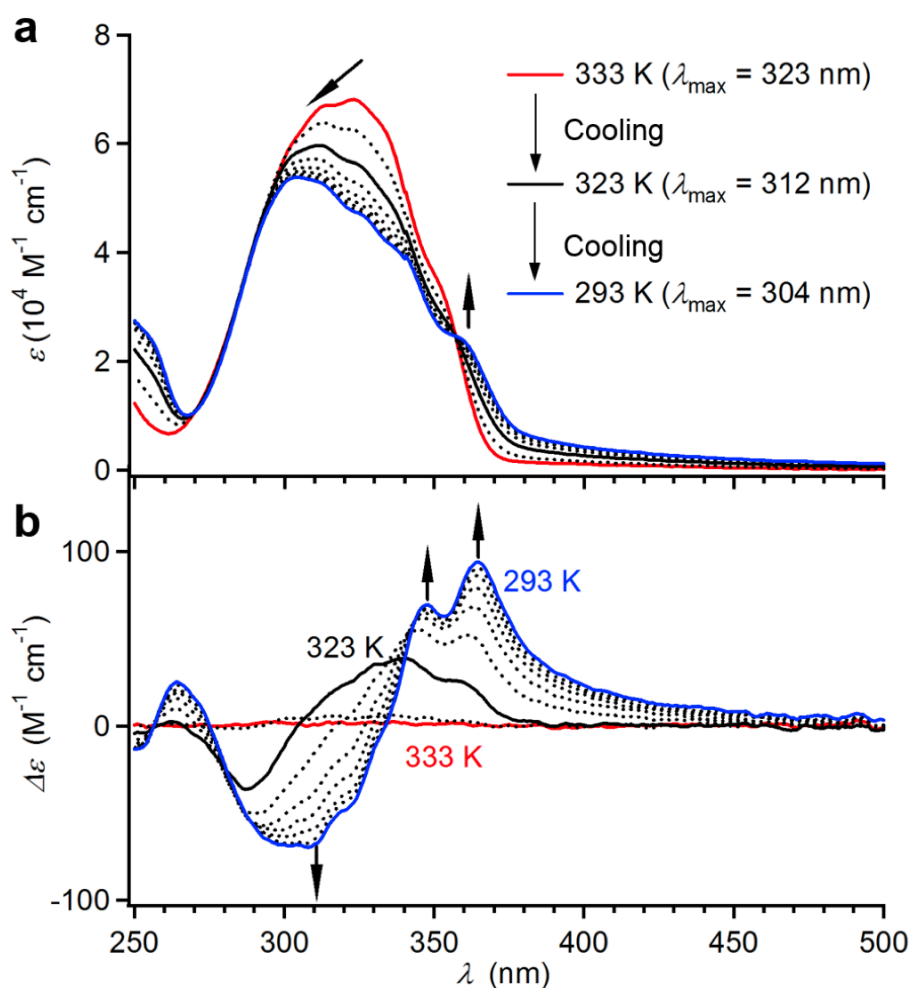 a
8
6
4
2
0
ε (10⁴ M⁻¹ cm⁻¹)
333 K (λmax = 323 nm)
Cooling
323 K (λmax = 312 nm)
Cooling
293 K (λmax = 304 nm)
b
100
0
-100
Δε (M⁻¹ cm⁻¹)
293 K
323 K
333 K
250 300 350 400 450 500
λ (nm)